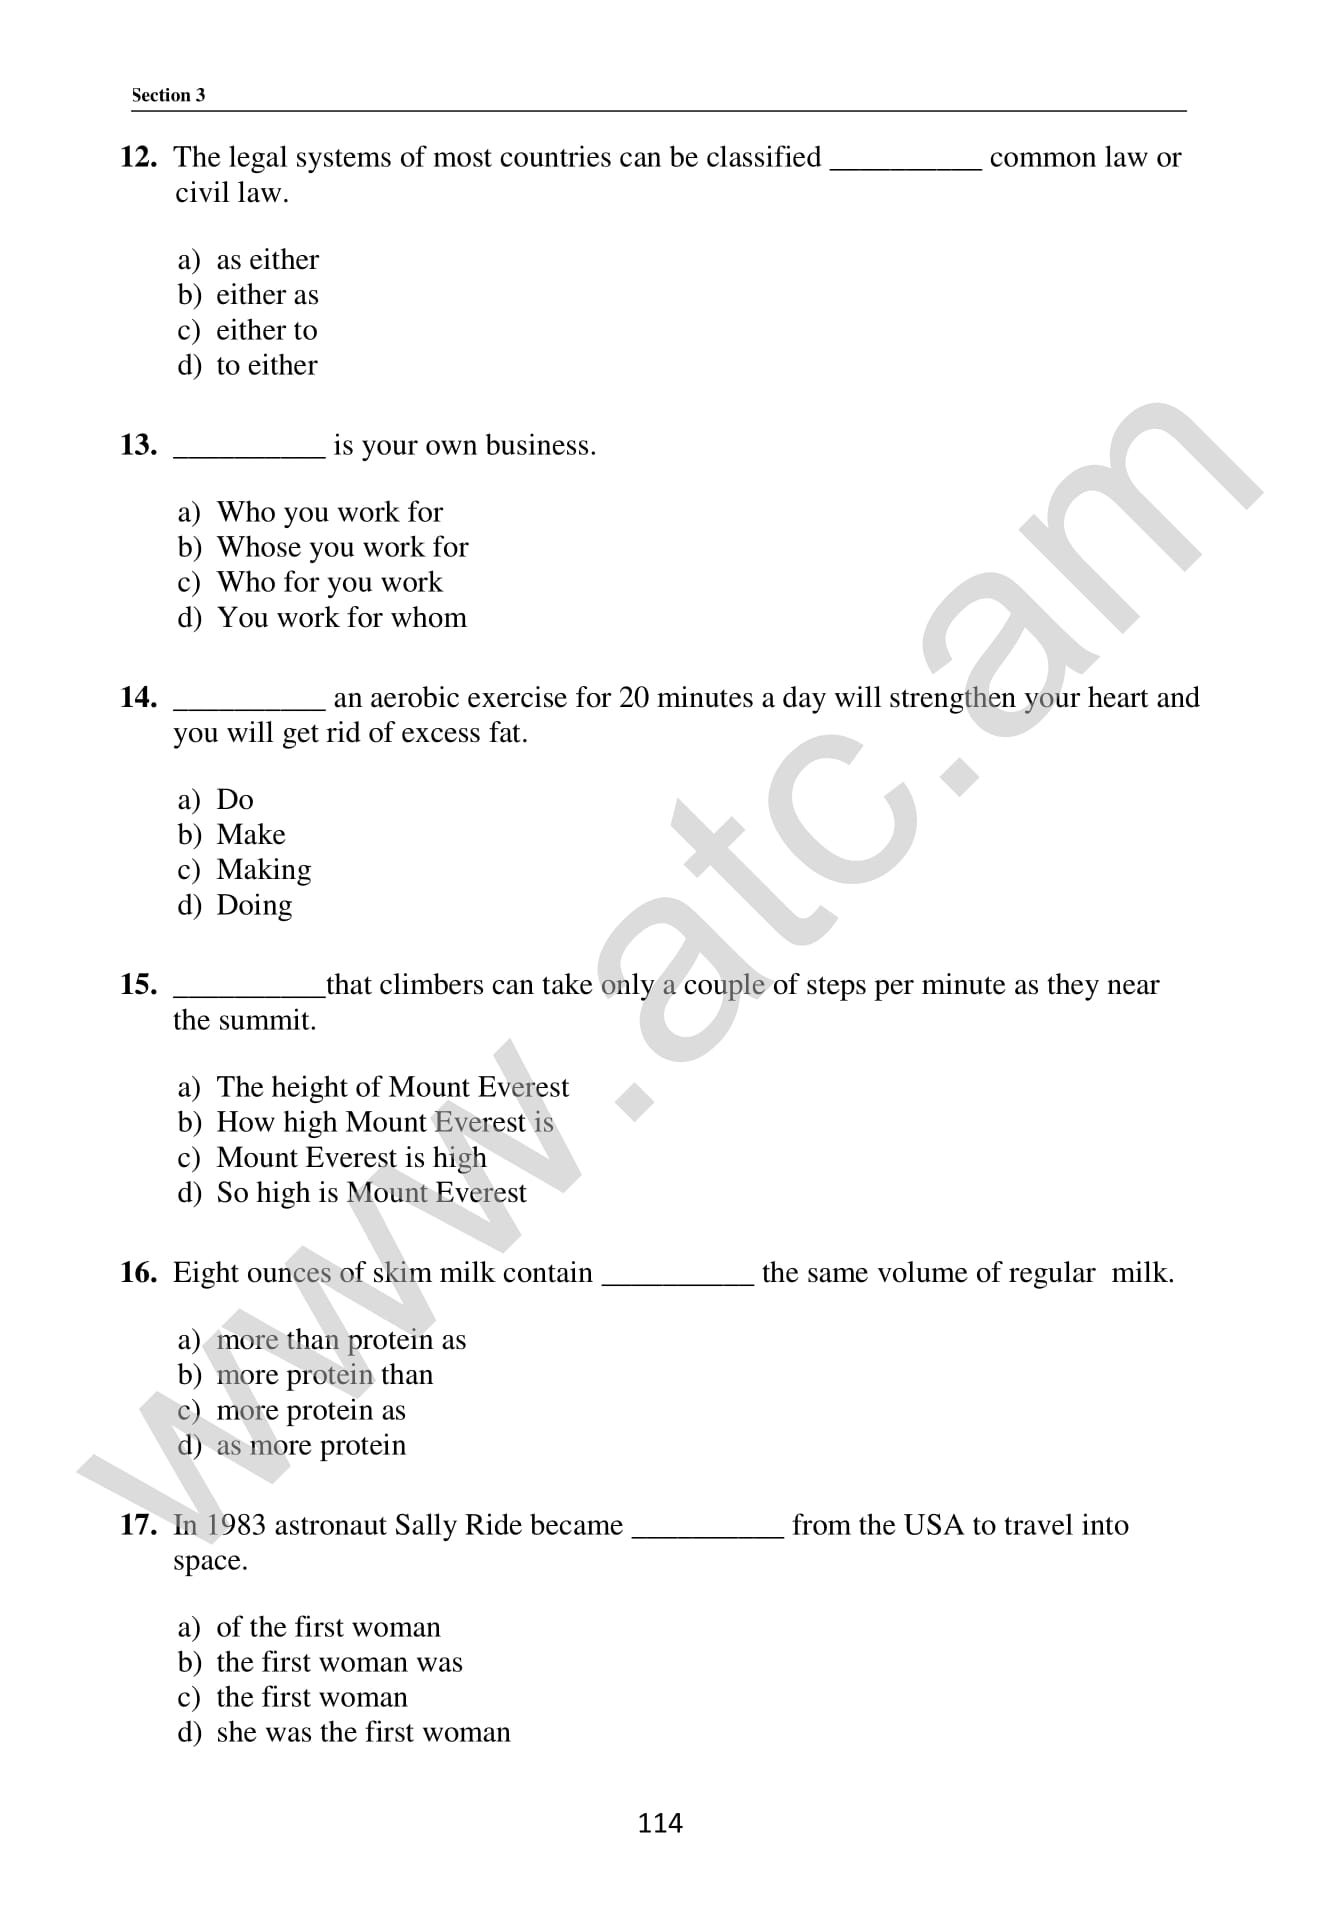 Section 3
12. The legal systems of most countries can be classified __________ common law or
civil law.
a) as either
b) either as
c) either to
d) to either
13. __________ is your own business.
a) Who you work for
b) Whose you work for
c) Who for you work
d) You work for whom
14. __________ an aerobic exercise for 20 minutes a day will strengthen your heart and
you will get rid of excess fat.
a) Do
b) Make
c) Making
d) Doing
15. __________that climbers can take only a couple of steps per minute as they near
the summit.
a) The height of Mount Everest
b) How high Mount Everest is
c) Mount Everest is high
d) So high is Mount Everest
16. Eight ounces of skim milk contain __________ the same volume of regular milk.
a) more than protein as
b) more protein than
c) more protein as
d) as more protein
17. In 1983 astronaut Sally Ride became __________ from the USA to travel into
space.
a) of the first woman
b) the first woman was
c) the first woman
d) she was the first woman
114
www.atc.am